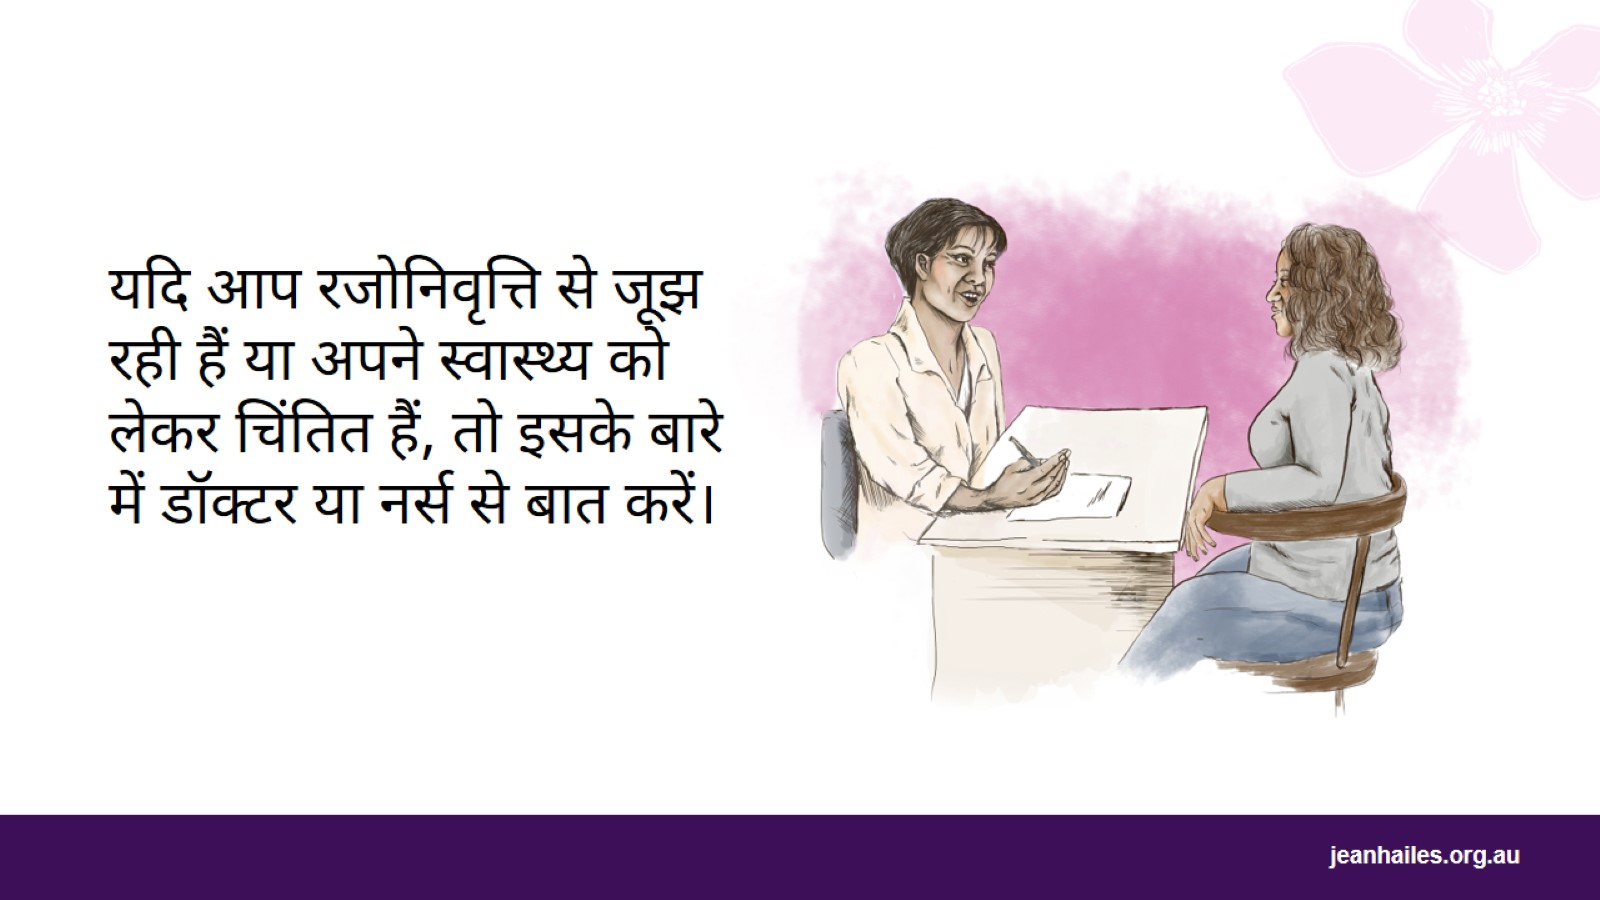 यदि आप रजोनिवृत्ति से जूझ
रही हैं या अपने स्वास्थ्य को
लेकर चिंतित हैं, तो इसके बारे
में डॉक्टर या नर्स से बात करें।
jeanhailes.org.au